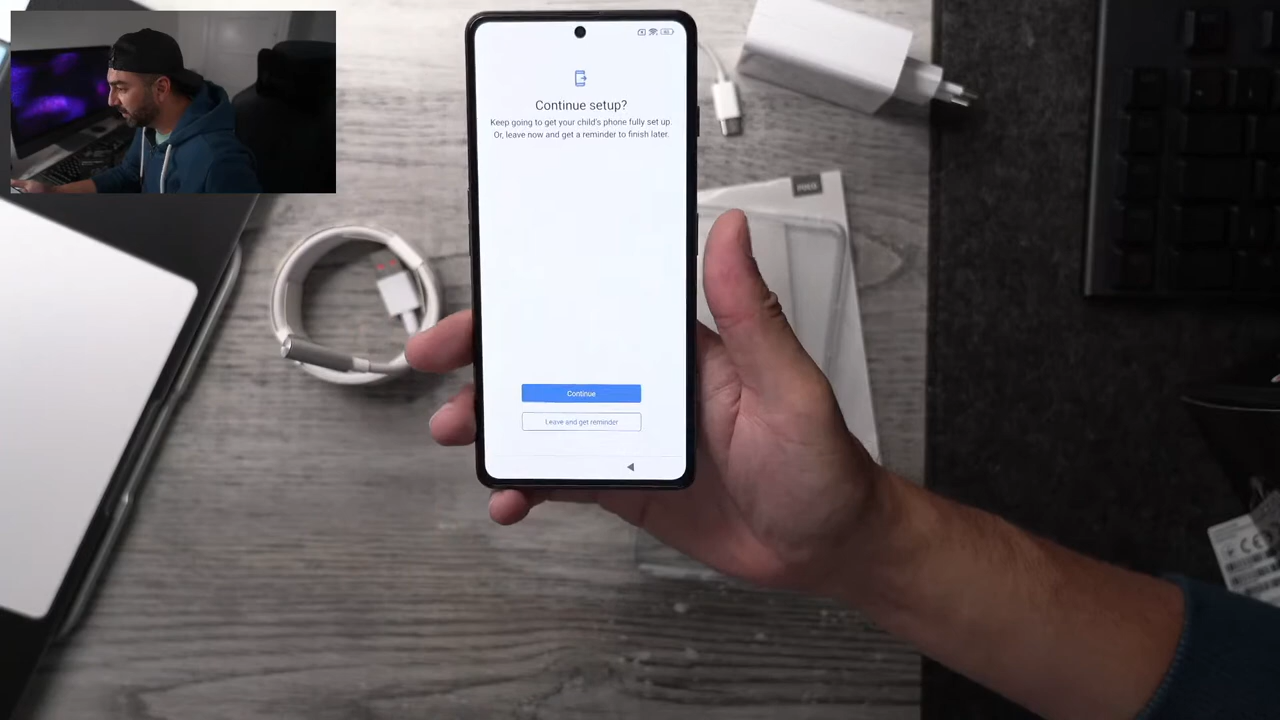 Continue setup?
Keep going to get your child's phone fully set up.
Or, leave now and get a reminder to finish later.
Continue
Leave and get reminder
CE